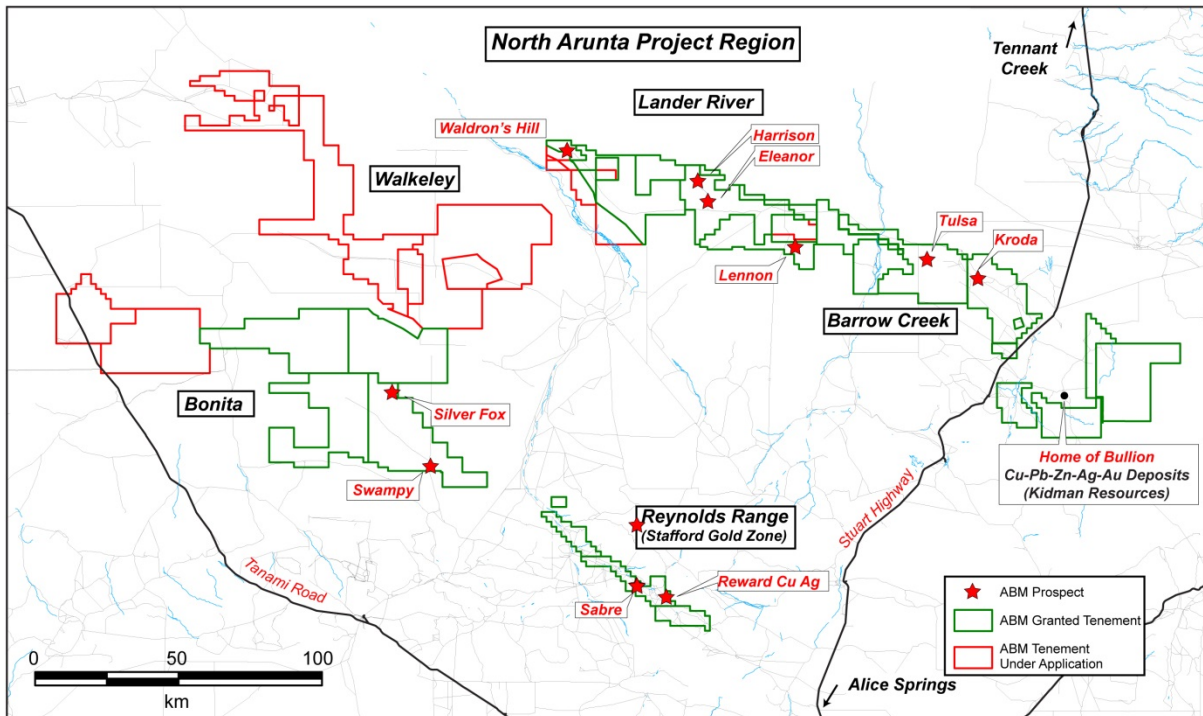 North Arunta Project Region
Tennant
Creek
Lander River
Waldron's Hill
Harrison
Eleanor
Walkeley
Tulsa
Kroda
Lennon
Barrow Creek
Bonita
Silver Fox
Swampy
Home of Bullion
Cu-Pb-Zn-Ag-Au Deposits
(Kidman Resources)
Reynolds Range
(Stafford Gold Zone)
Stuart Highway
Tanami Road
Sabre
Reward Cu Ag
ABM Prospect
ABM Granted Tenement
ABM Tenement
Under Application
0 50 100
km
Alice Springs